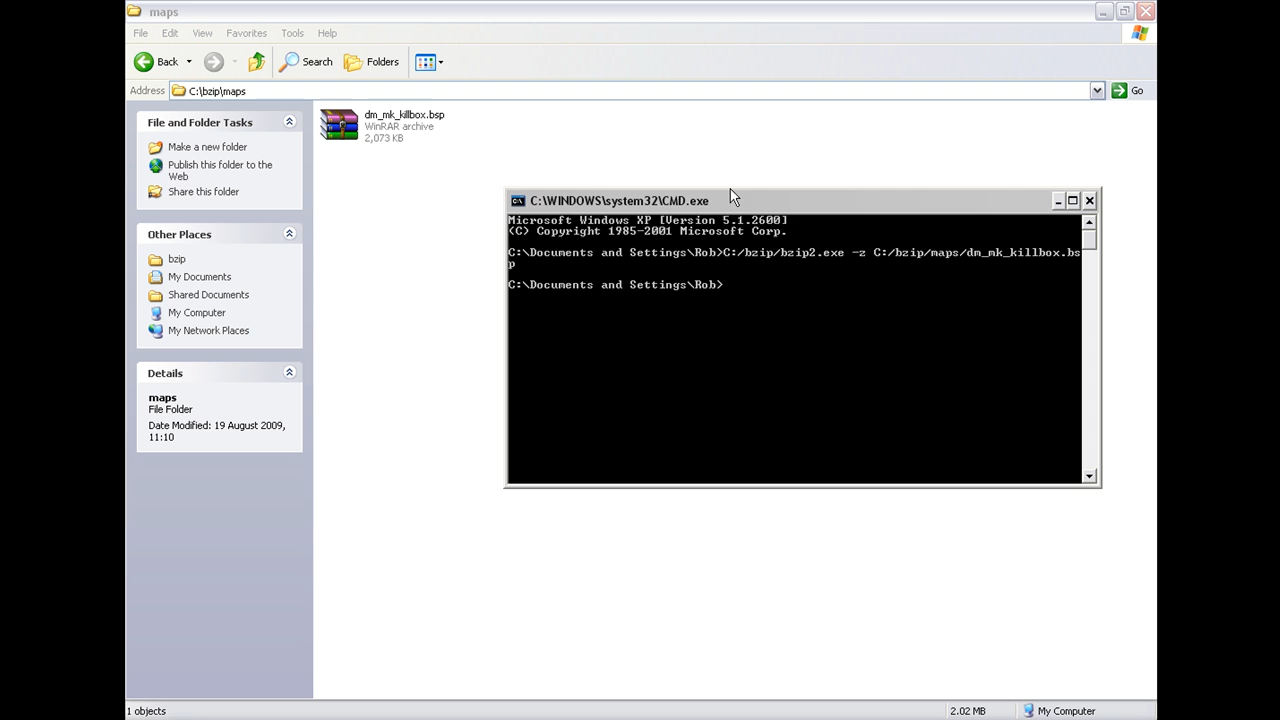 maps
File Edit View Favorites Tools Help
Back Search Folders
Address C:\bzip\maps Go
File and Folder Tasks
Make a new folder
Publish this folder to the
Web
Share this folder
Other Places
bzip
My Documents
Shared Documents
My Computer
My Network Places
Details
maps
File Folder
Date Modified: 19 August 2009,
11:10
dm_mk_killbox.bsp
WinRAR archive
2,073 KB
C:\WINDOWS\system32\CMD.exe
Microsoft Windows XP [Version 5.1.2600]
(C) Copyright 1985-2001 Microsoft Corp.
C:\Documents and Settings\Rob>C:/bzip/bzip2.exe -z C:/bzip/maps/dm_mk_killbox.bs
p
C:\Documents and Settings\Rob>
1 objects 2.02 MB My Computer